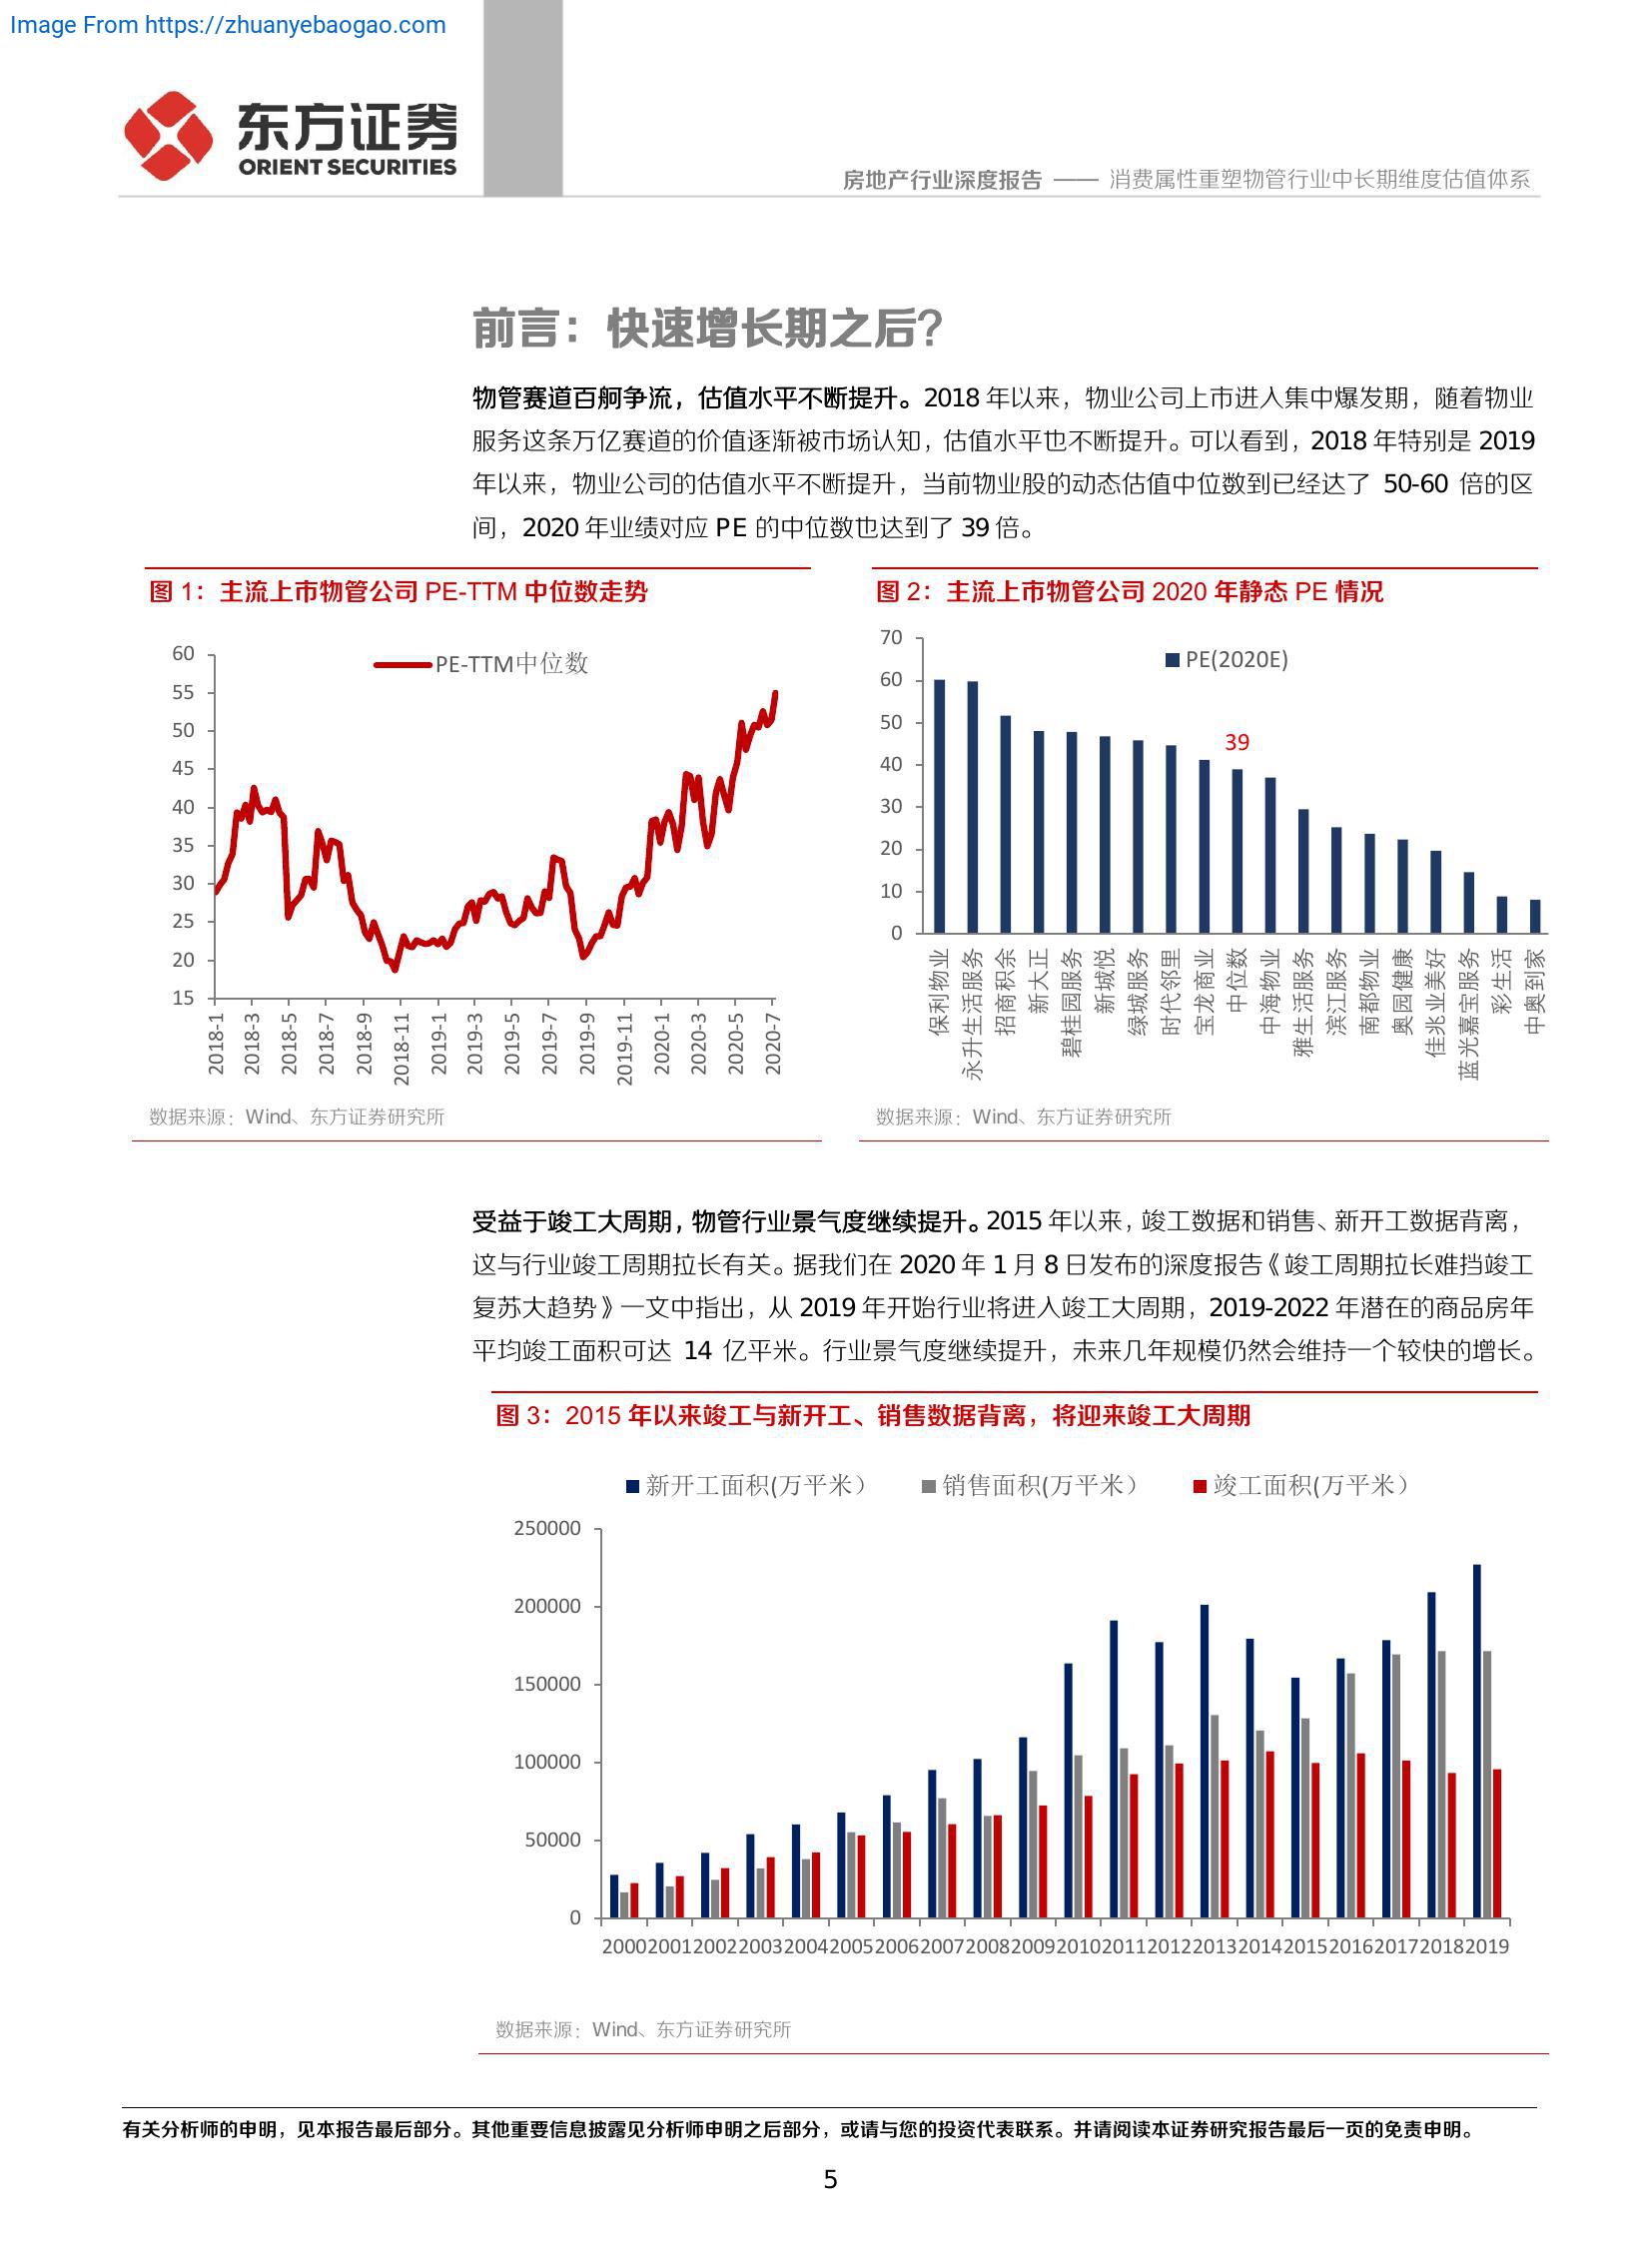 Image From https://zhuanyebaogao.com
东方证券
ORIENT SECURITIES
房地产行业深度报告 —— 消费属性重塑物管行业中长期维度估值体系
前言：快速增长期之后？
物管赛道百舸争流，估值水平不断提升。2018 年以来，物业公司上市进入集中爆发期，随着物业
服务这条万亿赛道的价值逐渐被市场认知，估值水平也不断提升。可以看到，2018 年特别是 2019
年以来，物业公司的估值水平不断提升，当前物业股的动态估值中位数到已经达了 50-60 倍的区
间，2020 年业绩对应 PE 的中位数也达到了 39 倍。
图 1：主流上市物管公司 PE-TTM 中位数走势
PE-TTM中位数
60
55
50
45
40
35
30
25
20
15
2018-1
2018-3
2018-5
2018-7
2018-9
2018-11
2019-1
2019-3
2019-5
2019-7
2019-9
2019-11
2020-1
2020-3
2020-5
2020-7
数据来源：Wind、东方证券研究所
图 2：主流上市物管公司 2020 年静态 PE 情况
PE(2020E)
70
60
50
40
30
20
10
0
39
保利物业
永升生活服务
招商积余
新大正
碧桂园服务
新城悦
绿城服务
时代邻里
宝龙商业
中位数
中海物业
雅生活服务
滨江服务
南都物业
奥园健康
佳兆业美好
蓝光嘉宝服务
彩生活
中奥到家
数据来源：Wind、东方证券研究所
受益于竣工大周期，物管行业景气度继续提升。2015 年以来，竣工数据和销售、新开工数据背离，
这与行业竣工周期拉长有关。据我们在 2020 年 1 月 8 日发布的深度报告《竣工周期拉长难挡竣工
复苏大趋势》一文中指出，从 2019 年开始行业将进入竣工大周期，2019-2022 年潜在的商品房年
平均竣工面积可达 14 亿平米。行业景气度继续提升，未来几年规模仍然会维持一个较快的增长。
图 3：2015 年以来竣工与新开工、销售数据背离，将迎来竣工大周期
新开工面积(万平米） 销售面积(万平米） 竣工面积(万平米）
250000
200000
150000
100000
50000
0
2000 2001 2002 2003 2004 2005 2006 2007 2008 2009 2010 2011 2012 2013 2014 2015 2016 2017 2018 2019
数据来源：Wind、东方证券研究所
有关分析师的申明，见本报告最后部分。其他重要信息披露见分析师申明之后部分，或请与您的投资代表联系。并请阅读本证券研究报告最后一页的免责申明。
5